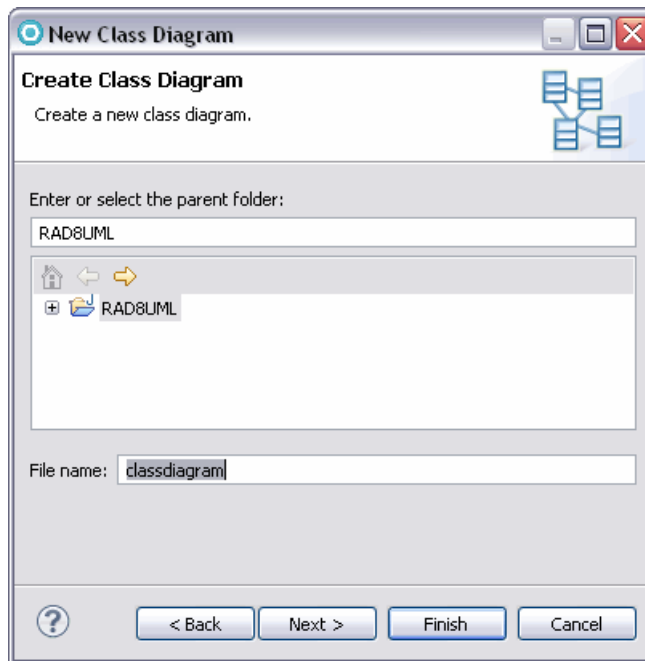 New Class Diagram
Create Class Diagram
Create a new class diagram.
Enter or select the parent folder:
RAD8UML
RAD8UML
File name: classdiagram
? < Back Next > Finish Cancel